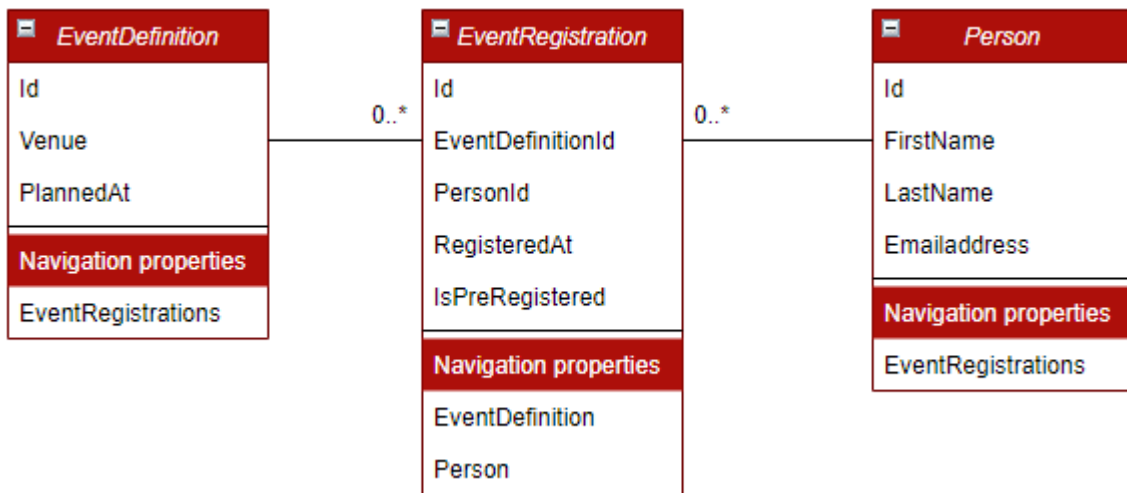 EventDefinition
Id
Venue
PlannedAt
Navigation properties
EventRegistrations
0..*
EventRegistration
Id
EventDefinitionId
PersonId
RegisteredAt
IsPreRegistered
Navigation properties
EventDefinition
Person
0..*
Person
Id
FirstName
LastName
Emailaddress
Navigation properties
EventRegistrations